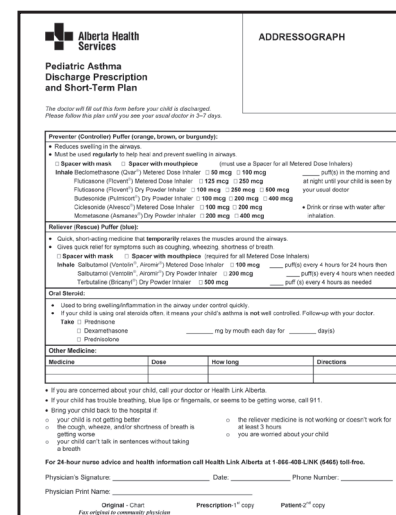 Alberta Health
Services
ADDRESSOGRAPH
Pediatric Asthma
Discharge Prescription
and Short-Term Plan
The doctor will fill out this form before your child is discharged.
Please follow this plan until you see your usual doctor in 3–7 days.
Preventer (Controller) Puffer (orange, brown, or burgundy):
• Reduces swelling in the airways.
• Must be used regularly to help heal and prevent swelling in airways.
□ Spacer with mask □ Spacer with mouthpiece (must use a Spacer for all Metered Dose Inhalers)
Inhale Beclomethasone (Qvar®) Metered Dose Inhaler □ 50 mcg □ 100 mcg ____ puff(s) in the morning and
Fluticasone (Flovent®) Metered Dose Inhaler □ 125 mcg □ 250 mcg at night until your child is seen by
Fluticasone (Flovent®) Dry Powder Inhaler □ 100 mcg □ 250 mcg □ 500 mcg your usual doctor
Budesonide (Pulmicort®) Dry Powder Inhaler □ 100 mcg □ 200 mcg □ 400 mcg
Ciclesonide (Alvesco®) Metered Dose Inhaler □ 100 mcg □ 200 mcg • Drink or rinse with water after
Mometasone (Asmanex®) Dry Powder Inhaler □ 200 mcg □ 400 mcg inhalation.
Reliever (Rescue) Puffer (blue):
• Quick, short-acting medicine that temporarily relaxes the muscles around the airways.
• Gives quick relief for symptoms such as coughing, wheezing, shortness of breath
□ Spacer with mask □ Spacer with mouthpiece (required for all Metered Dose Inhalers)
Inhale Salbutamol (Ventolin®, Airomir®) Metered Dose Inhaler □ 100 mcg ____ puff(s) every 4 hours for 24 hours then
Salbutamol (Ventolin®, Airomir®) Dry Powder Inhaler □ 200 mcg ____ puff(s) every 4 hours when needed
Terbutaline (Bricanyl®) Dry Powder Inhaler □ 500 mcg ____ puff (s) every 4 hours as needed
Oral Steroid:
• Used to bring swelling/inflammation in the airway under control quickly.
• If your child is using oral steroids often, it means your child's asthma is not well controlled. Follow-up with your doctor.
Take □ Prednisone
□ Dexamethasone ____ mg by mouth each day for ____ day(s)
□ Prednisolone
Other Medicine:
Medicine Dose How long Directions
• If you are concerned about your child, call your doctor or Health Link Alberta.
• If your child has trouble breathing, blue lips or fingernails, or seems to be getting worse, call 911.
• Bring your child back to the hospital if:
o your child is not getting better
o the cough, wheeze, and/or shortness of breath is
getting worse
o your child can't talk in sentences without taking
a breath
o the reliever medicine is not working or doesn't work for
at least 3 hours
o you are worried about your child
For 24-hour nurse advice and health information call Health Link Alberta at 1-866-408-LINK (5465) toll-free.
Physician's Signature: ____ Date: ____ Phone Number: ____
Physician Print Name: ____
Original - Chart Prescription-1st copy Patient-2nd copy
Fax original to community physician